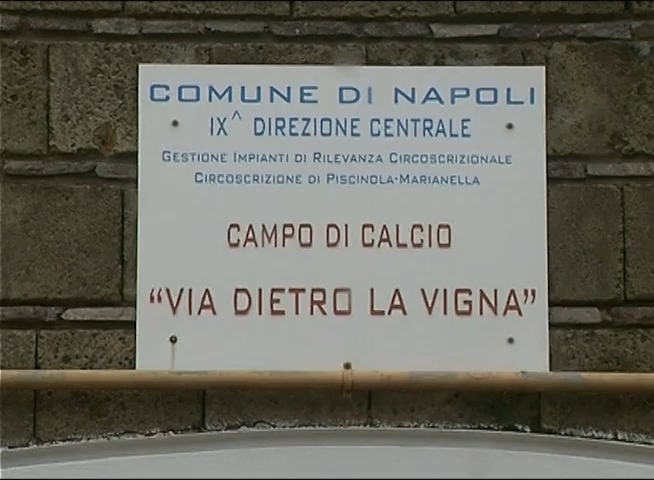 COMUNE DI NAPOLI
IX^ DIREZIONE CENTRALE
GESTIONE IMPIANTI DI RILEVANZA CIRCOSCRIZIONALE
CIRCOSCRIZIONE DI PISCINOLA-MARIANELLA
CAMPO DI CALCIO
“VIA DIETRO LA VIGNA”